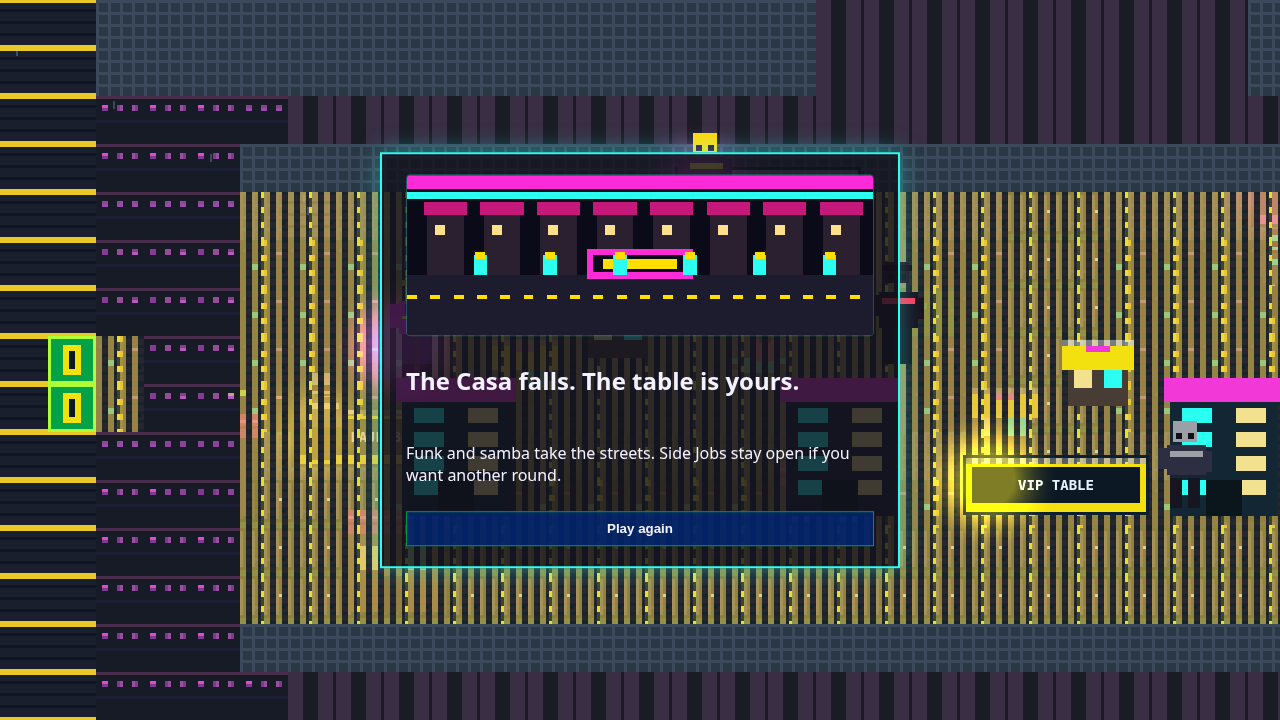 The Casa falls. The table is yours.
Funk and samba take the streets. Side Jobs stay open if you
want another round.
Play again
VIP TABLE